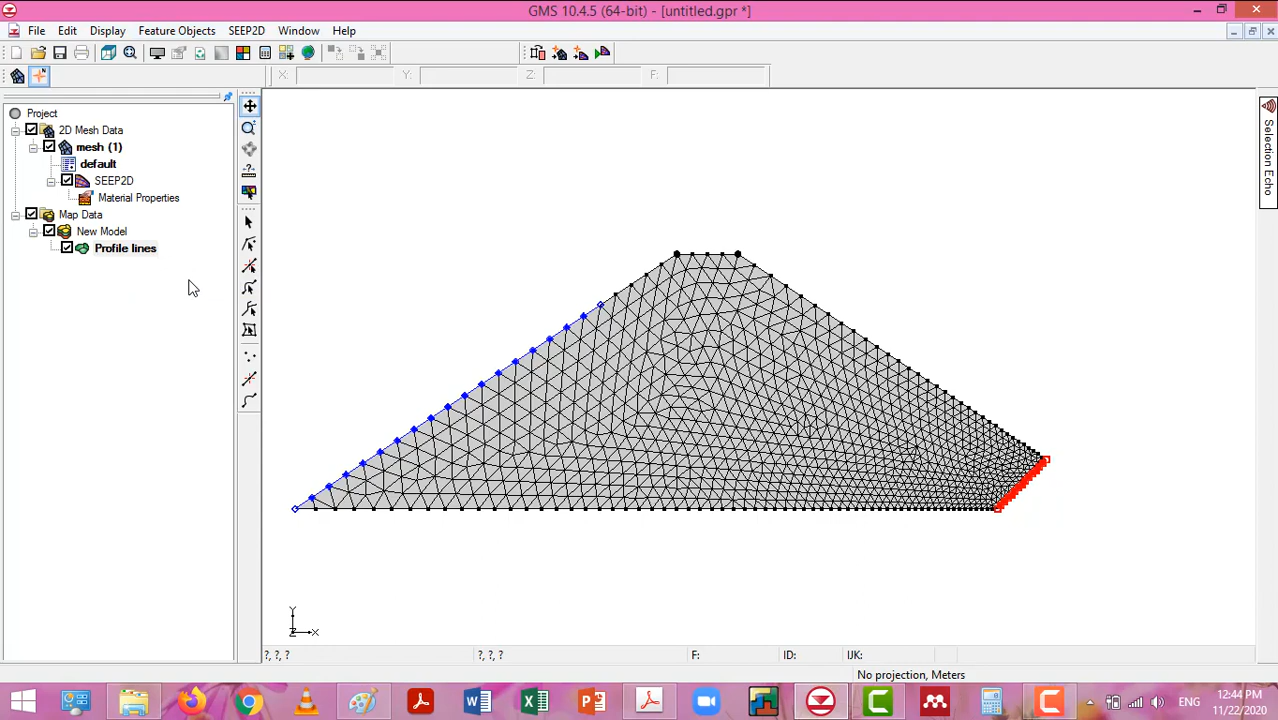 GMS 10.4.5 (64-bit) - [untitled.gpr *]
File Edit Display Feature Objects SEEP2D Window Help
X: Y: Z: F:
Project
2D Mesh Data
mesh (1)
default
SEEP2D
Material Properties
Map Data
New Model
Profile lines
Selection Echo
Y
Z X
?, ?, ? ?, ?, ? F: ID: IJK:
No projection, Meters
ENG
12:44 PM
11/22/2020